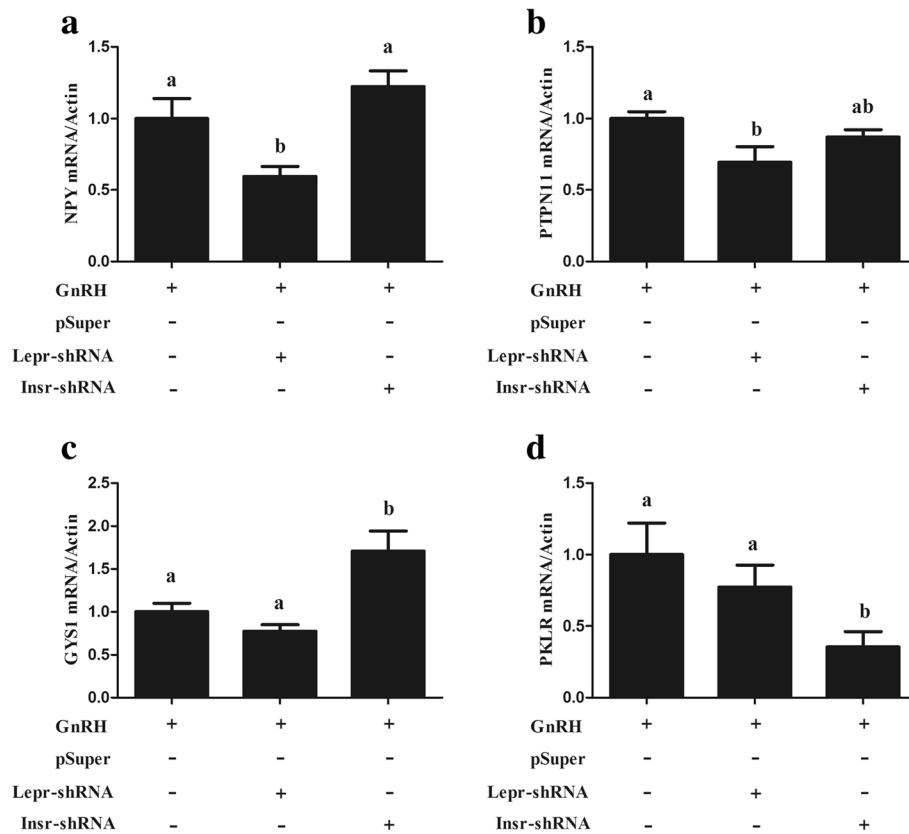 a
NPY mRNA/Actin
1.5
1.0
0.5
0.0
a
b
a
GnRH + + +
pSuper - - -
Lepr-shRNA - + -
Insr-shRNA - - +
b
PTPN11 mRNA/Actin
1.5
1.0
0.5
0.0
a
b
ab
GnRH + + +
pSuper - - -
Lepr-shRNA - + -
Insr-shRNA - - +
c
GYS1 mRNA/Actin
2.5
2.0
1.5
1.0
0.5
0.0
a
a
b
GnRH + + +
pSuper - - -
Lepr-shRNA - + -
Insr-shRNA - - +
d
PKLR mRNA/Actin
1.5
1.0
0.5
0.0
a
a
b
GnRH + + +
pSuper - - -
Lepr-shRNA - + -
Insr-shRNA - - +